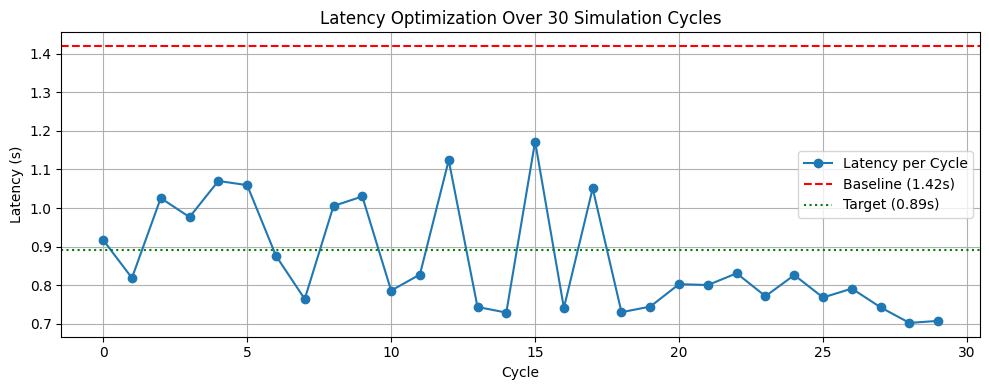 Latency Optimization Over 30 Simulation Cycles
Latency (s)
1.4
1.3
1.2
1.1
1.0
0.9
0.8
0.7
Latency per Cycle
Baseline (1.42s)
Target (0.89s)
0 5 10 15 20 25 30
Cycle